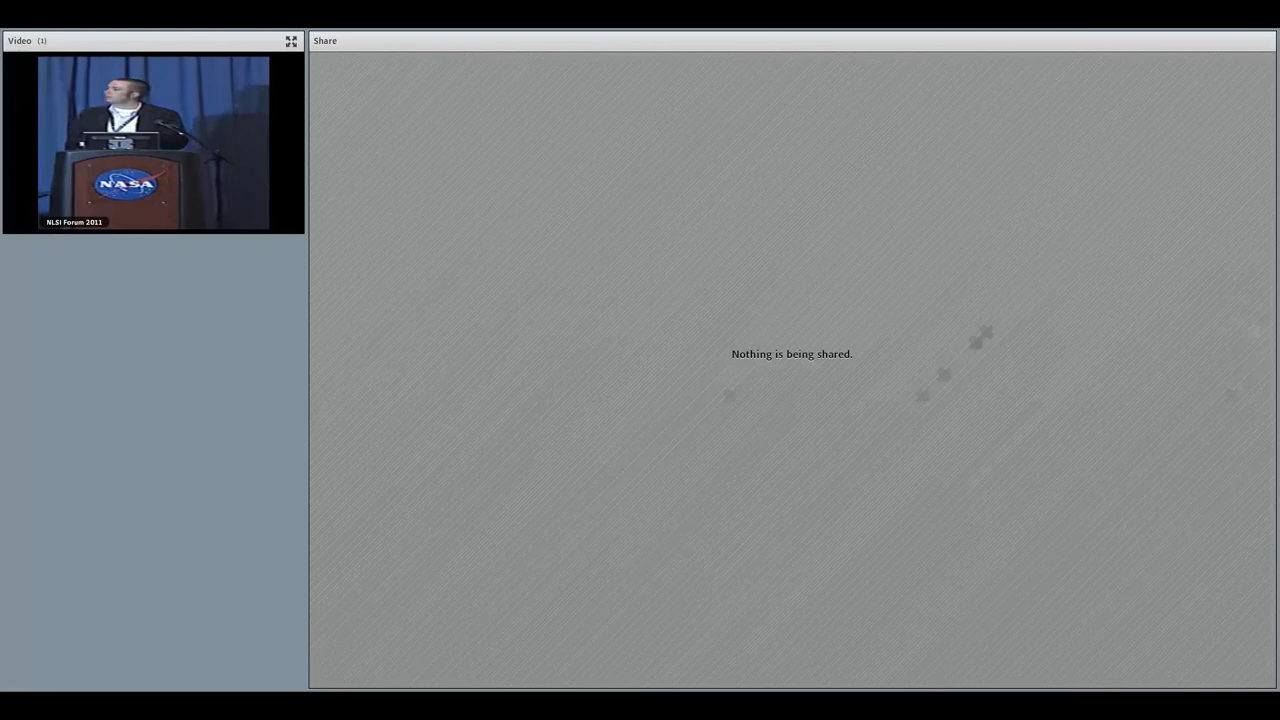 Video (1)
Share
NASA
NLSI Forum 2011
Nothing is being shared.